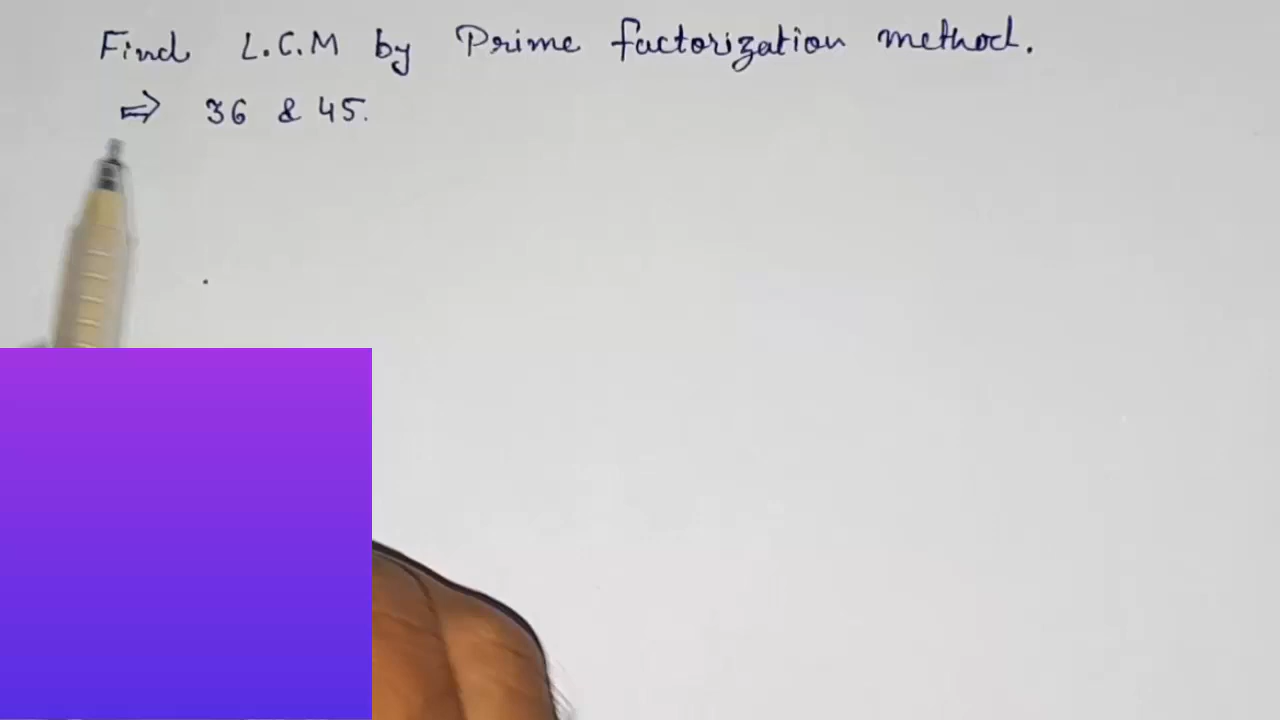 Find L.C.M by Prime factorization method.
⇒ 36 & 45.